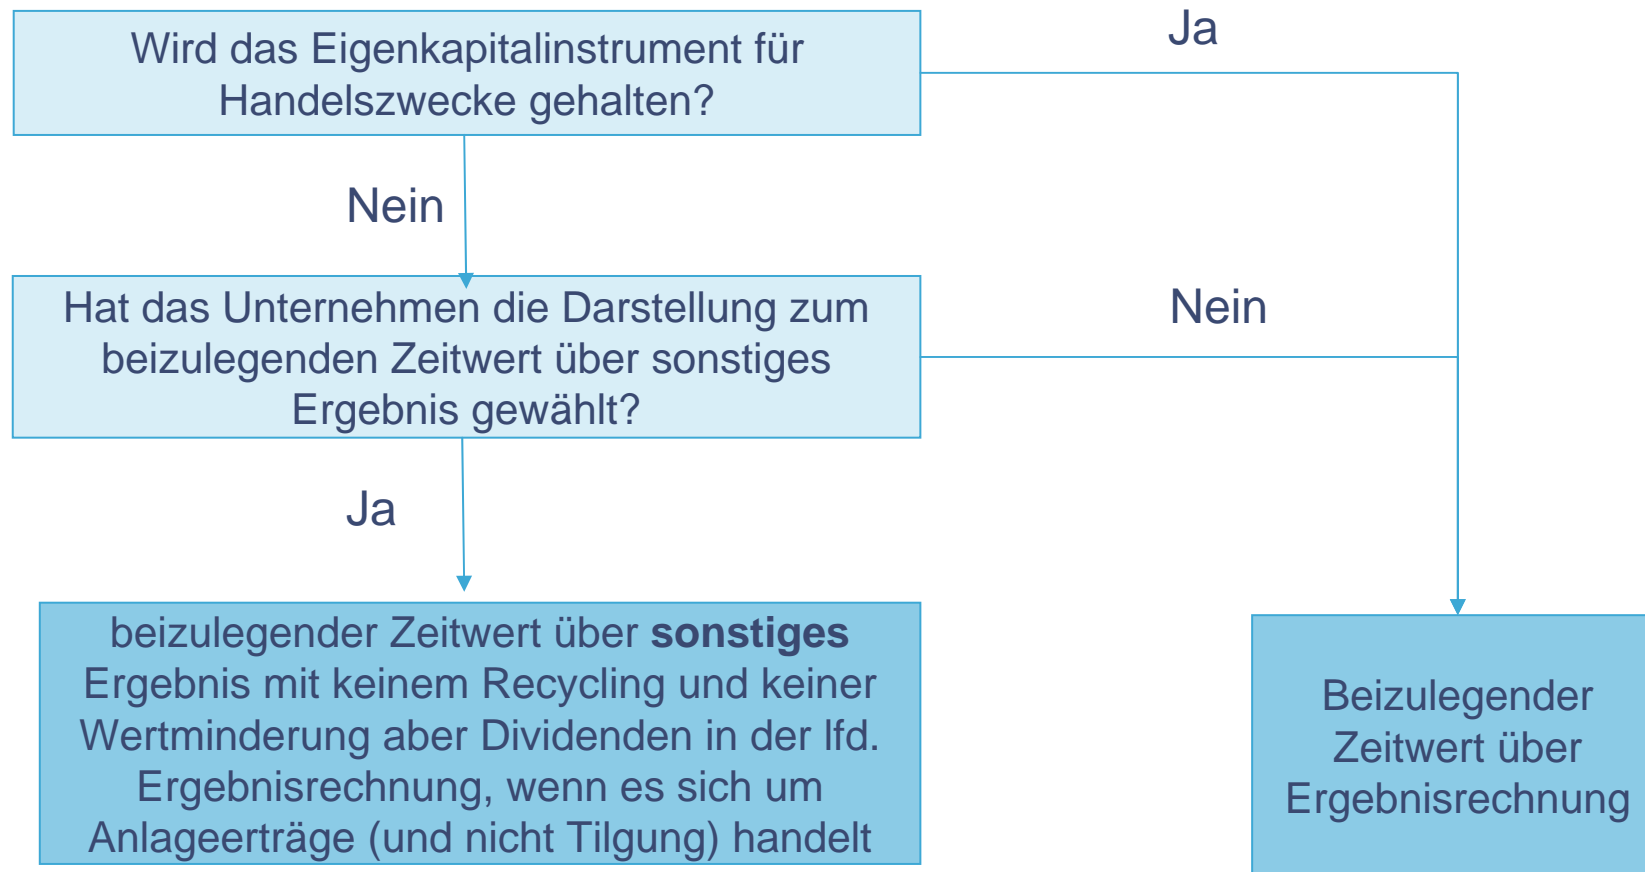 Wird das Eigenkapitalinstrument für
Handelszwecke gehalten?
Ja
Nein
Hat das Unternehmen die Darstellung zum
beizulegenden Zeitwert über sonstiges
Ergebnis gewählt?
Nein
Ja
beizulegender Zeitwert über sonstiges
Ergebnis mit keinem Recycling und keiner
Wertminderung aber Dividenden in der lfd.
Ergebnisrechnung, wenn es sich um
Anlageerträge (und nicht Tilgung) handelt
Beizulegender
Zeitwert über
Ergebnisrechnung